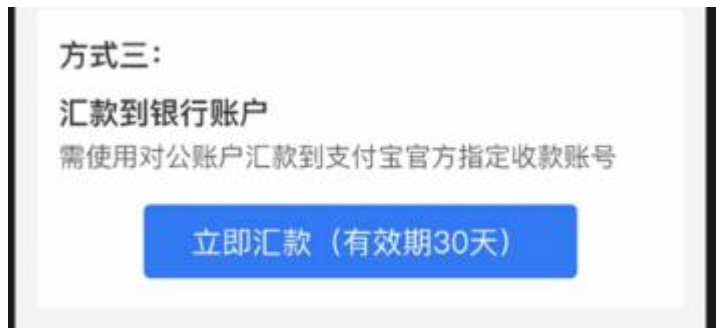 方式三：
汇款到银行账户
需使用对公账户汇款到支付宝官方指定收款账号
立即汇款（有效期30天）